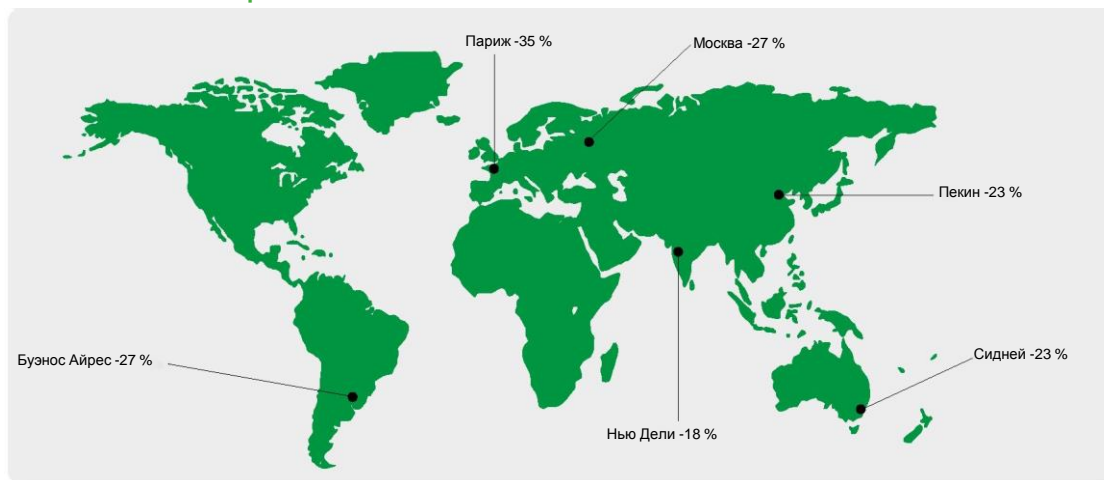 Париж -35 %
Москва -27 %
Пекин -23 %
Буэнос Айрес -27 %
Сидней -23 %
Нью Дели -18 %